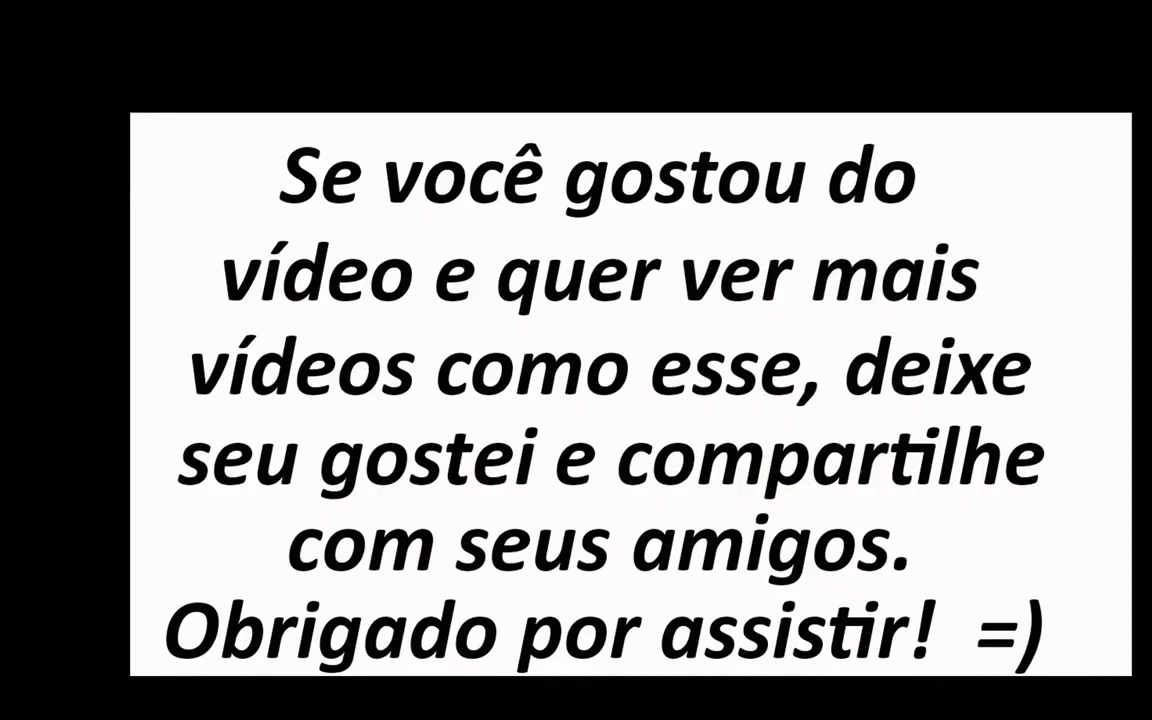 Se você gostou do
vídeo e quer ver mais
vídeos como esse, deixe
seu gostei e compartilhe
com seus amigos.
Obrigado por assistir! =)